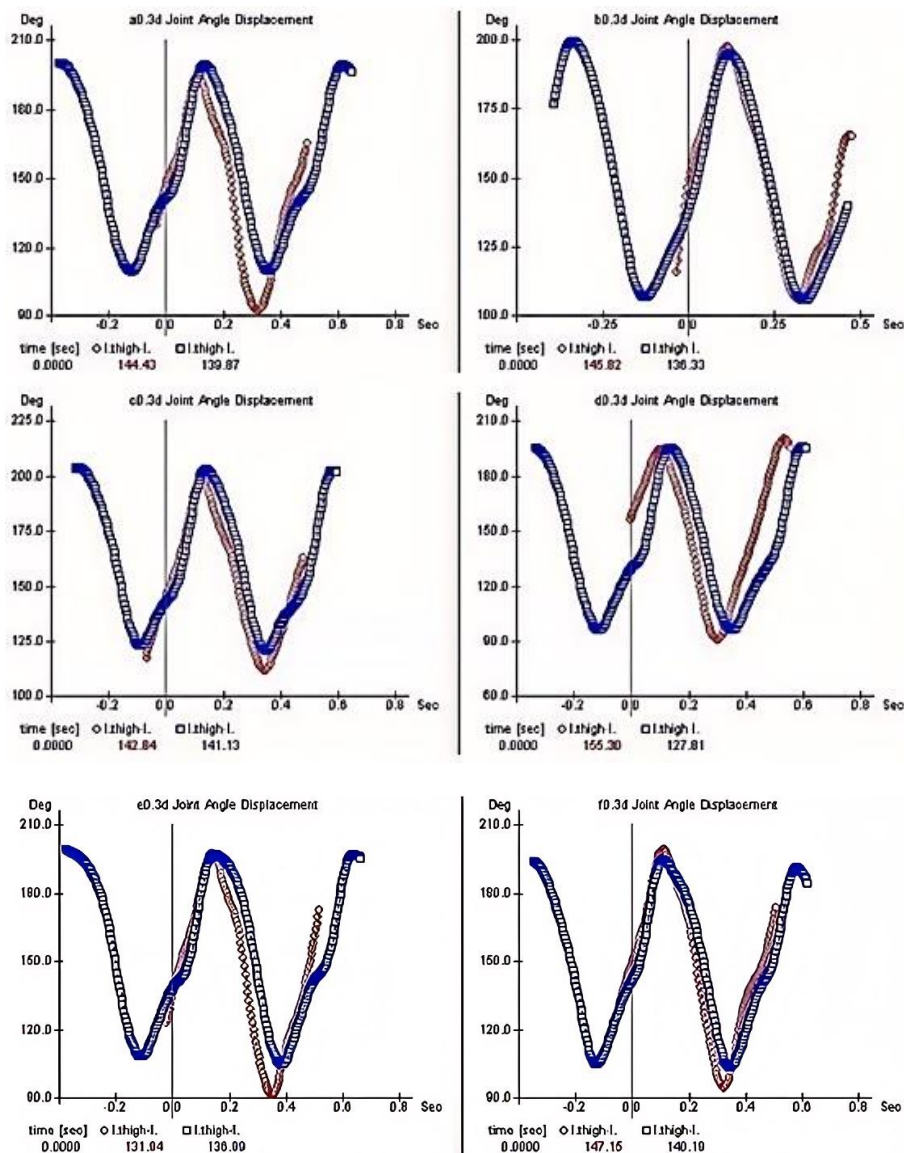 Deg a0.3d Joint Angle Displacement
210.0
180.0
150.0
120.0
90.0
-0.2 0.0 0.2 0.4 0.6 0.8 Sec
time [sec] l.thigh-l. l.thigh l.
0.0000 144.43 139.87
Deg b0.3d Joint Angle Displacement
200.0
175.0
150.0
125.0
100.0
-0.25 0.0 0.25 0.5 Sec
time [sec] l.thigh-l. l.thigh l.
0.0000 145.82 136.33
Deg c0.3d Joint Angle Displacement
225.0
200.0
175.0
150.0
125.0
100.0
-0.2 0.0 0.2 0.4 0.6 0.8 Sec
time [sec] l.thigh-l. l.thigh l.
0.0000 142.84 141.13
Deg d0.3d Joint Angle Displacement
210.0
180.0
150.0
120.0
90.0
60.0
-0.2 0.0 0.2 0.4 0.6 0.8 Sec
time [sec] l.thigh-l. l.thigh l.
0.0000 155.30 127.81
Deg e0.3d Joint Angle Displacement
210.0
180.0
150.0
120.0
90.0
-0.2 0.0 0.2 0.4 0.6 0.8 Sec
time [sec] l.thigh-l. l.thigh l.
0.0000 131.04 136.09
Deg f0.3d Joint Angle Displacement
210.0
180.0
150.0
120.0
90.0
-0.2 0.0 0.2 0.4 0.6 0.8 Sec
time [sec] l.thigh-l. l.thigh l.
0.0000 147.15 140.19